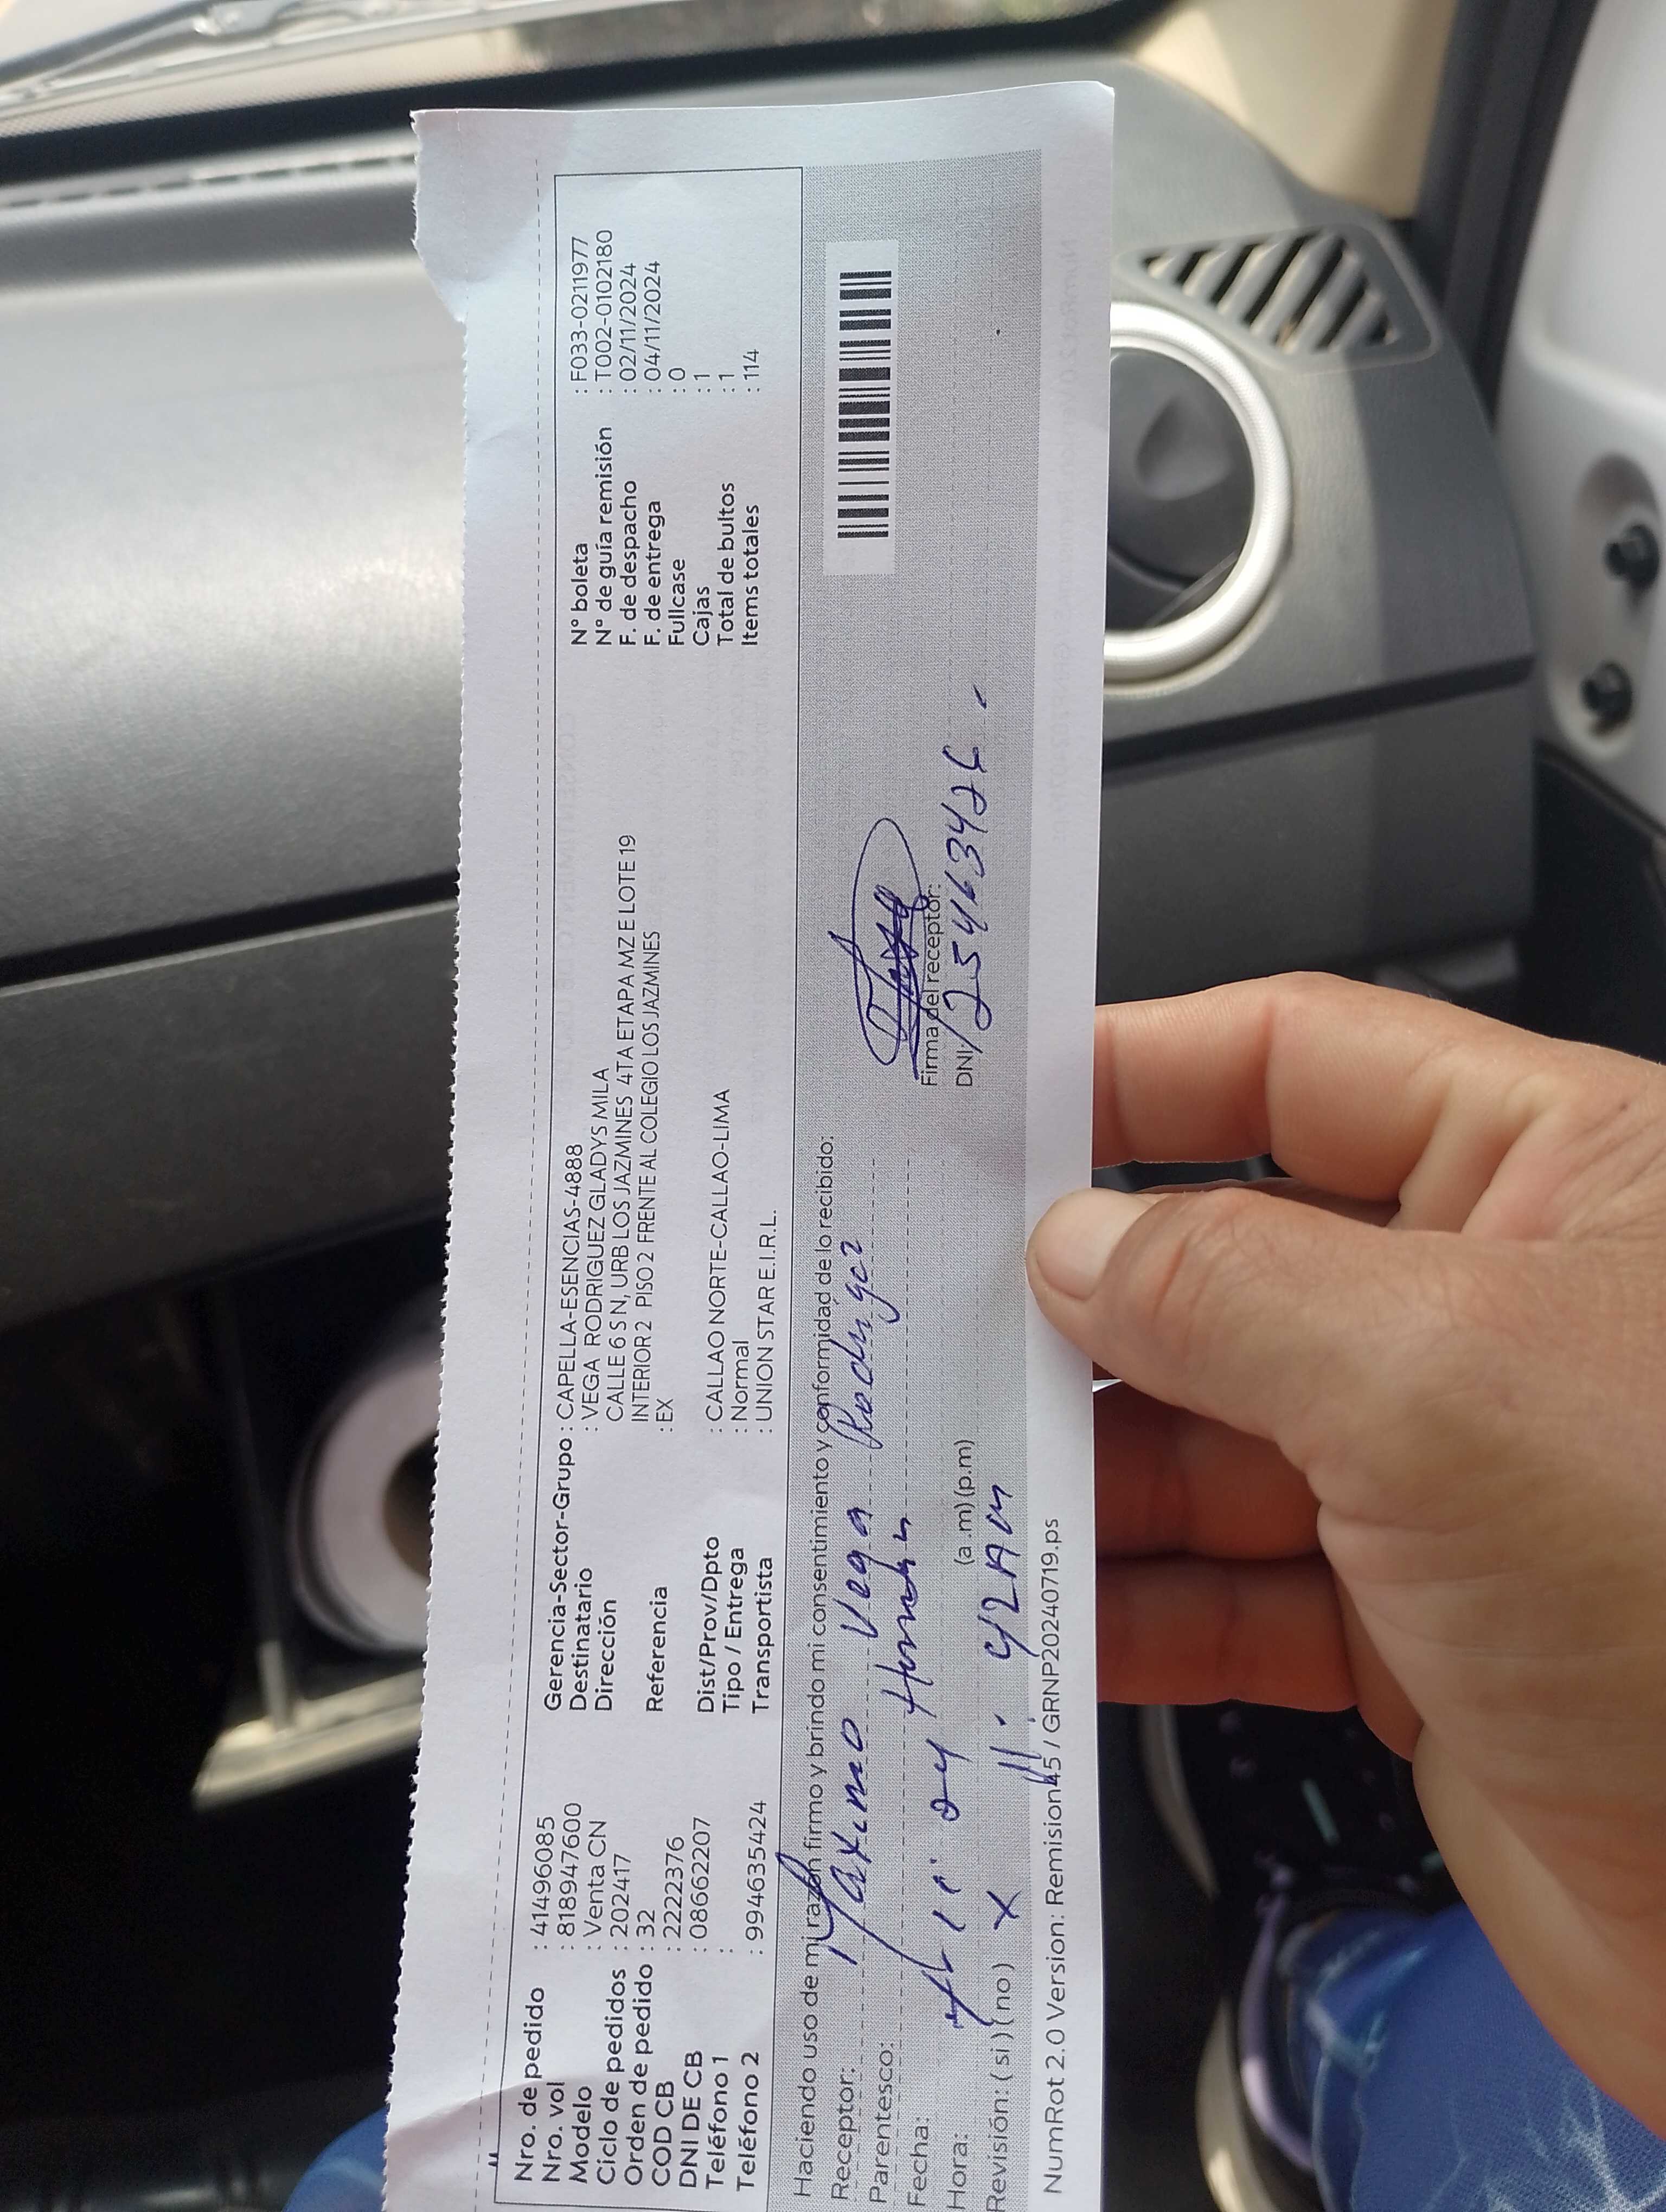 Nro. de pedido : 41496085
Nro. vol : 818947600
Modelo : Venta CN
Ciclo de pedidos : 202417
Orden de pedido : 32
COD CB : 22222376
DNI DE CB : 08662207
Teléfono 1 :
Teléfono 2 : 994635424
Gerencia-Sector-Grupo : CAPELLA-ESENCIAS-4888
Destinatario : VEGA RODRIGUEZ GLADYS MILA
Dirección CALLE 6 S N, URB LOS JAZMINES 4TA ETAPA MZ E LOTE 19
INTERIOR 2 PISO 2 FRENTE AL COLEGIO LOS JAZMINES
Referencia : EX
Dist/Prov/Dpto : CALLAO NORTE-CALLAO-LIMA
Tipo / Entrega : Normal
Transportista : UNION STAR E.I.R.L.
N° boleta : F033-0211977
N° de guía remisión : T002-0102180
F. de despacho : 02/11/2024
F. de entrega : 04/11/2024
Fullcase : 0
Cajas : 1
Total de bultos : 1
Items totales : 114
Haciendo uso de mi razón firmo y brindo mi consentimiento y conformidad de lo recibido:
Receptor: Maximo Vega Rodriguez
Parentesco:
Fecha:
Hora: (a .m) (p.m)
Revisión: ( si ) ( no ) X 11. 42 AM
Firma del receptor:
DNI 25463426
NumRot 2.0 Version: Remision45 / GRNP20240719.ps